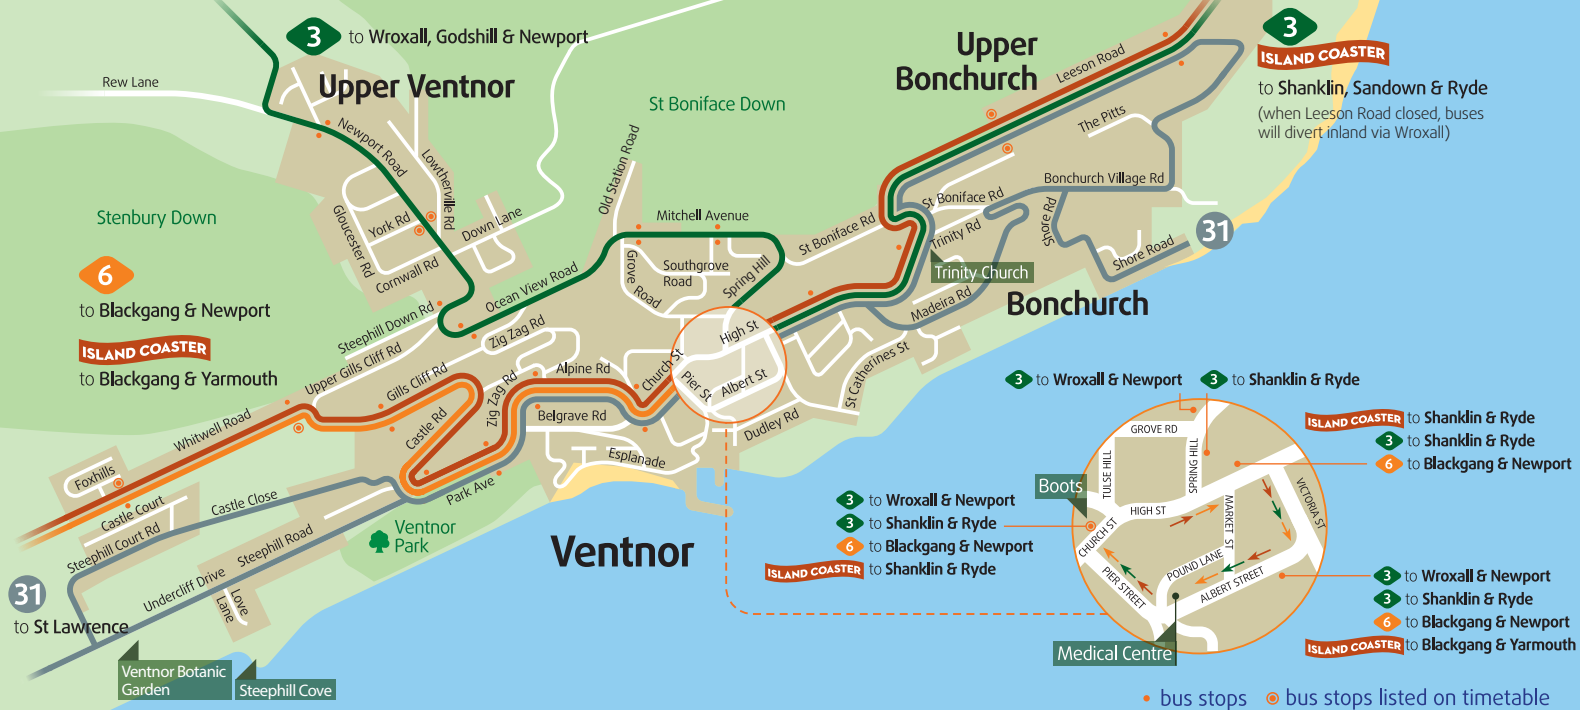 3 to Wroxall, Godshill & Newport
Upper Ventnor
Rew Lane
Newport Road
Lowtherville Rd
Gloucester Rd
York Rd
Cornwall Rd
Down Lane
Stenbury Down
St Boniface Down
6
to Blackgang & Newport
ISLAND COASTER
to Blackgang & Yarmouth
Steephill Down Rd
Ocean View Road
Upper Gills Cliff Rd
Gills Cliff Rd
Zig Zag Rd
Old Station Road
Mitchell Avenue
Grove Road
Southgrove
Road
Spring Hill
St Boniface Rd
Upper
Bonchurch
Leeson Road
3
ISLAND COASTER
to Shanklin, Sandown & Ryde
(when Leeson Road closed, buses
will divert inland via Wroxall)
The Pitts
Bonchurch Village Rd
St Boniface Rd
Trinity Rd
Shore Rd
Shore Road
31
Trinity Church
Madeira Rd
Bonchurch
High St
Church St
Pier St
Albert St
St Catherines St
Dudley Rd
Alpine Rd
Zig Zag Rd
Belgrave Rd
Castle Rd
Esplanade
Park Ave
Whitwell Road
Foxhills
Castle Court
Castle Close
Steephill Court Rd
Steephill Road
Undercliff Drive
Love
Lane
Ventnor
Park
Ventnor
31
to St Lawrence
Ventnor Botanic
Garden
Steephill Cove
3 to Wroxall & Newport
3 to Shanklin & Ryde
ISLAND COASTER to Shanklin & Ryde
3 to Shanklin & Ryde
6 to Blackgang & Newport
GROVE RD
TULSE HILL
SPRING HILL
Boots
HIGH ST
MARKET ST
VICTORIA ST
CHURCH ST
POUND LANE
PIER STREET
ALBERT STREET
Medical Centre
3 to Wroxall & Newport
3 to Shanklin & Ryde
6 to Blackgang & Newport
ISLAND COASTER to Shanklin & Ryde
3 to Wroxall & Newport
3 to Shanklin & Ryde
6 to Blackgang & Newport
ISLAND COASTER to Blackgang & Yarmouth
bus stops
bus stops listed on timetable